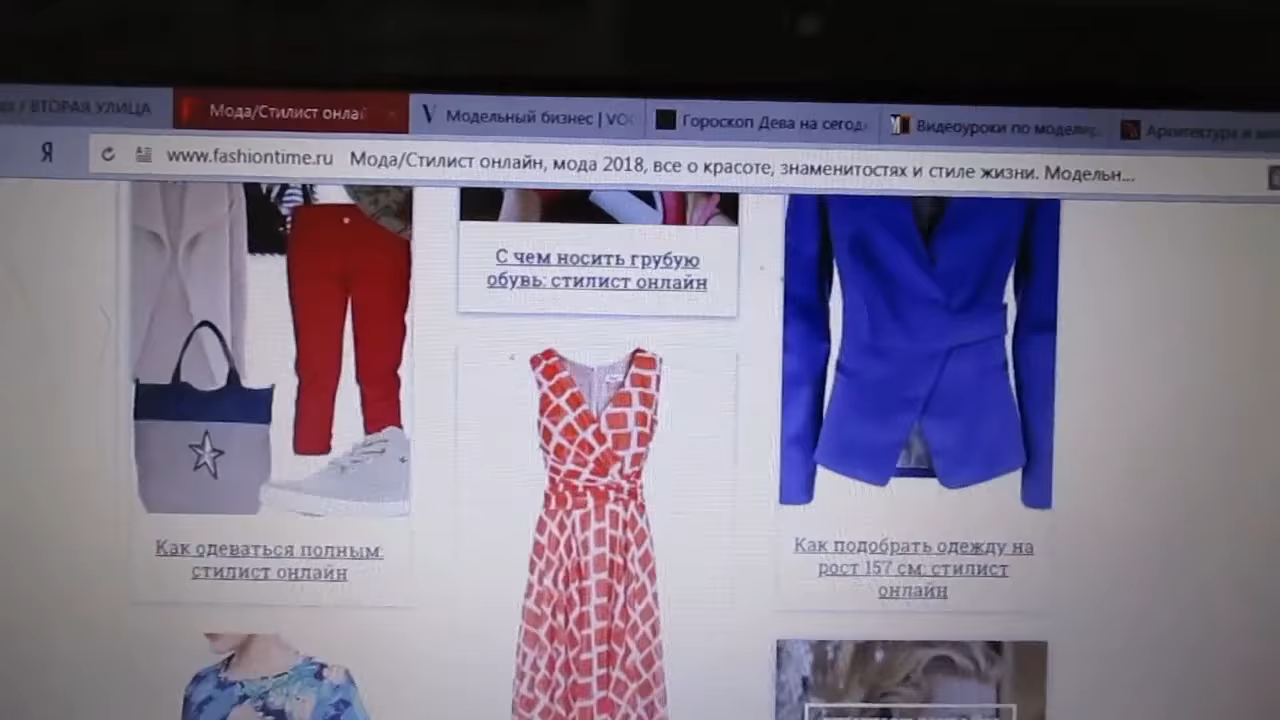 / ВТОРАЯ УЛИЦА
Мода/Стилист онлай
Модельный бизнес | VO
Гороскоп Дева на сегод
Видеоуроки по моделир
Архитектура и
Я
www.fashiontime.ru Мода/Стилист онлайн, мода 2018, все о красоте, знаменитостях и стиле жизни. Модельн...
С чем носить грубую
обувь: стилист онлайн
Как одеваться полным:
стилист онлайн
Как подобрать одежду на
рост 157 см: стилист
онлайн